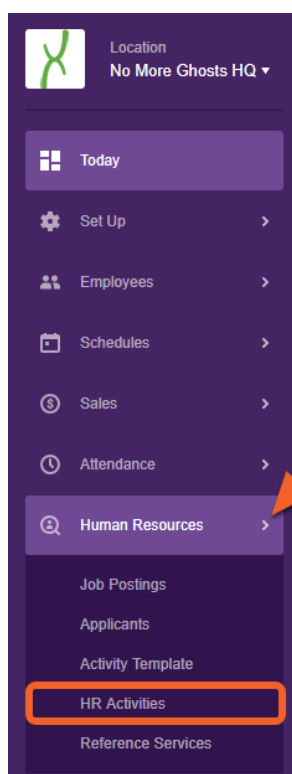 Location
No More Ghosts HQ
Today
Set Up
Employees
Schedules
Sales
Attendance
Human Resources
Job Postings
Applicants
Activity Template
HR Activities
Reference Services